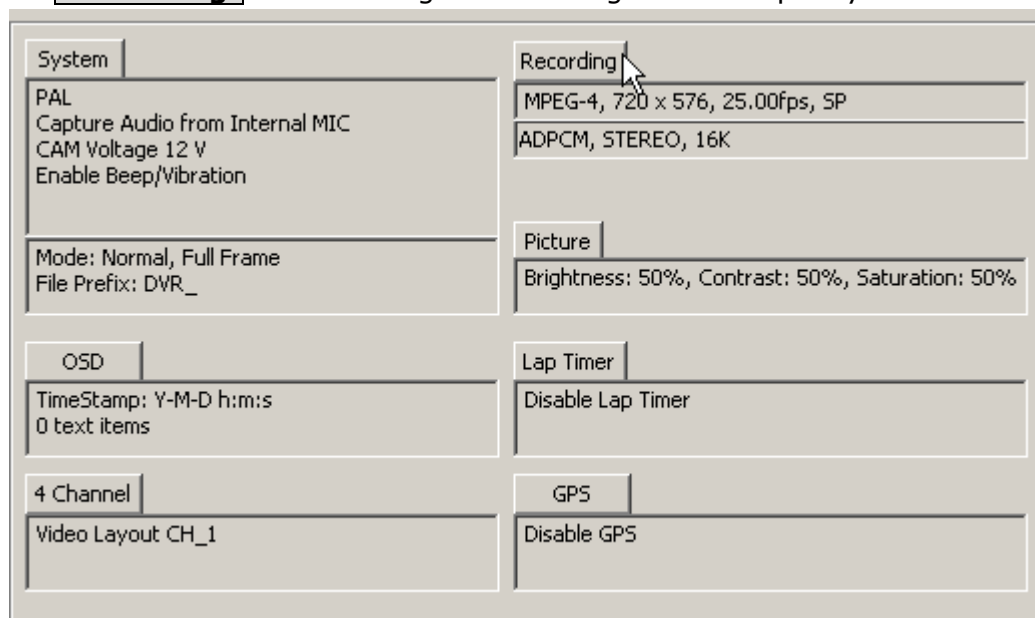 System
PAL
Capture Audio from Internal MIC
CAM Voltage 12 V
Enable Beep/Vibration
Mode: Normal, Full Frame
File Prefix: DVR_
Recording
MPEG-4, 720 x 576, 25.00fps, SP
ADPCM, STEREO, 16K
Picture
Brightness: 50%, Contrast: 50%, Saturation: 50%
OSD
TimeStamp: Y-M-D h:m:s
0 text items
Lap Timer
Disable Lap Timer
4 Channel
Video Layout CH_1
GPS
Disable GPS